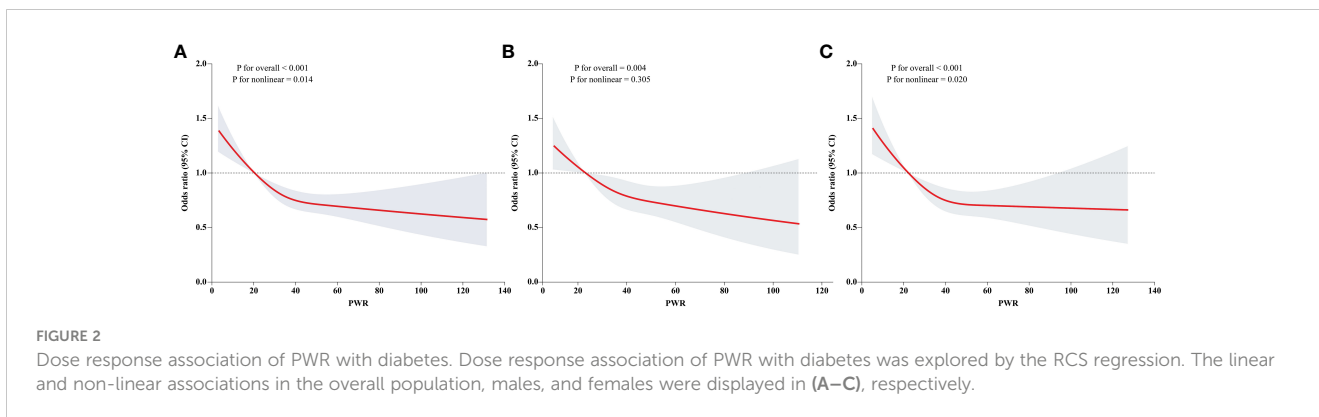 A
P for overall < 0.001
P for nonlinear = 0.014
2.0
1.5
1.0
0.5
0.0
Odds ratio (95% CI)
0 20 40 60 80 100 120 140
PWR
B
P for overall = 0.004
P for nonlinear = 0.305
2.0
1.5
1.0
0.5
0.0
Odds ratio (95% CI)
0 20 40 60 80 100 120
PWR
C
P for overall < 0.001
P for nonlinear = 0.020
2.0
1.5
1.0
0.5
0.0
Odds ratio (95% CI)
0 20 40 60 80 100 120 140
PWR
FIGURE 2
Dose response association of PWR with diabetes. Dose response association of PWR with diabetes was explored by the RCS regression. The linear
and non-linear associations in the overall population, males, and females were displayed in (A–C), respectively.